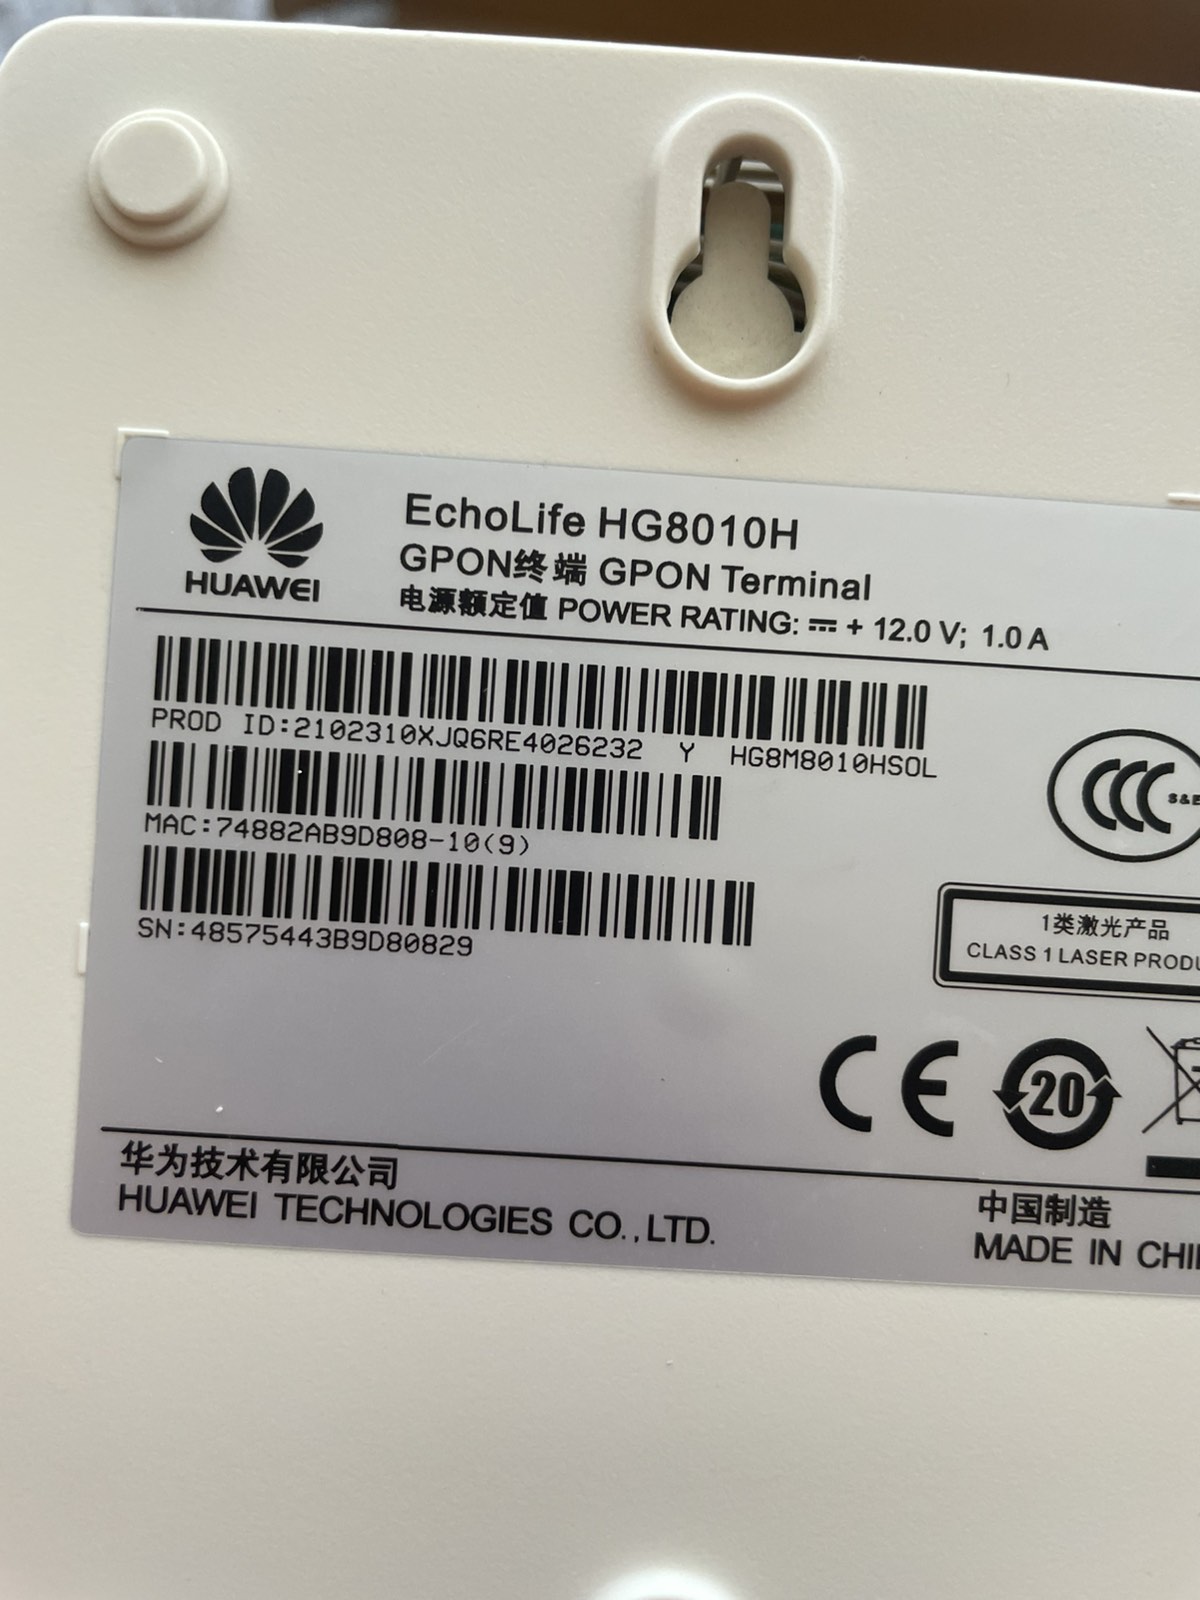 HUAWEI
EchoLife HG8010H
GPON终端 GPON Terminal
电源额定值 POWER RATING: ⎓ + 12.0 V; 1.0 A
PROD ID:2102310XJQ6RE4026232 Y HG8M8010HSOL
MAC:74882AB9D808-10(9)
SN:48575443B9D80829
CCC S&E
1类激光产品
CLASS 1 LASER PRODU
CE
20
华为技术有限公司
HUAWEI TECHNOLOGIES CO.,LTD.
中国制造
MADE IN CHI